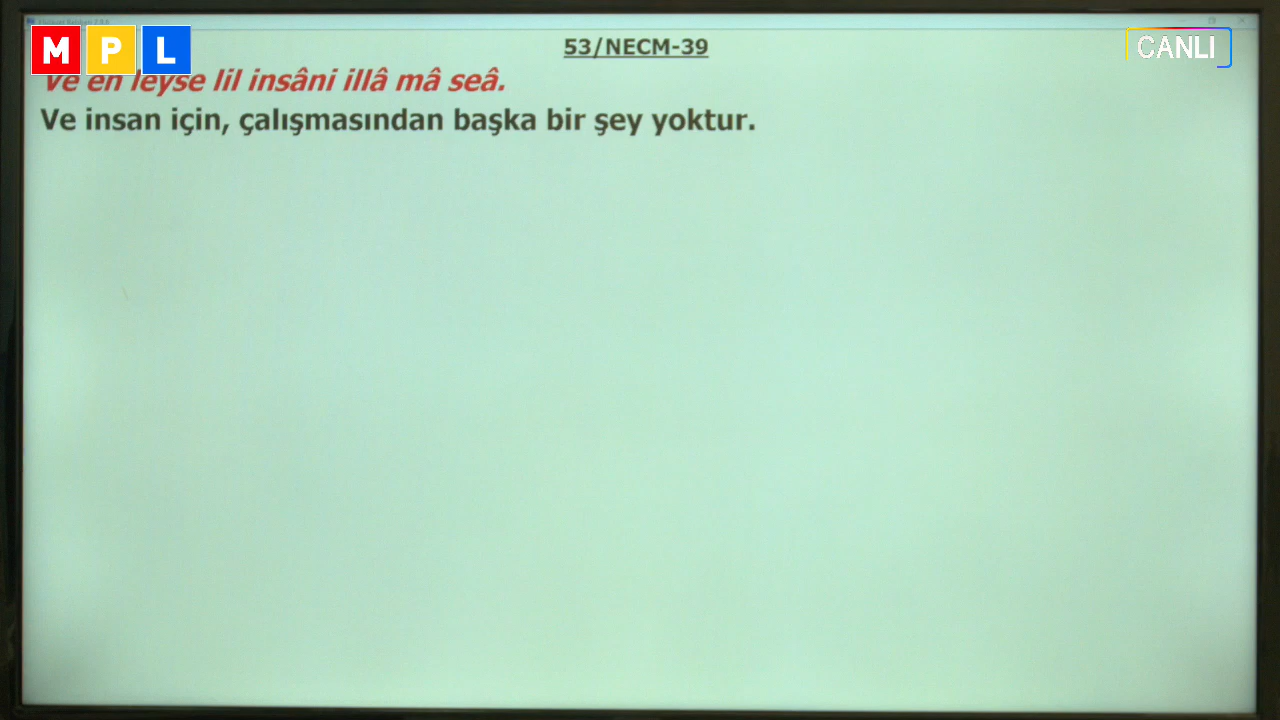 M P L
CANLI
53/NECM-39
Ve en leyse lil insâni illâ mâ seâ.
Ve insan için, çalışmasından başka bir şey yoktur.